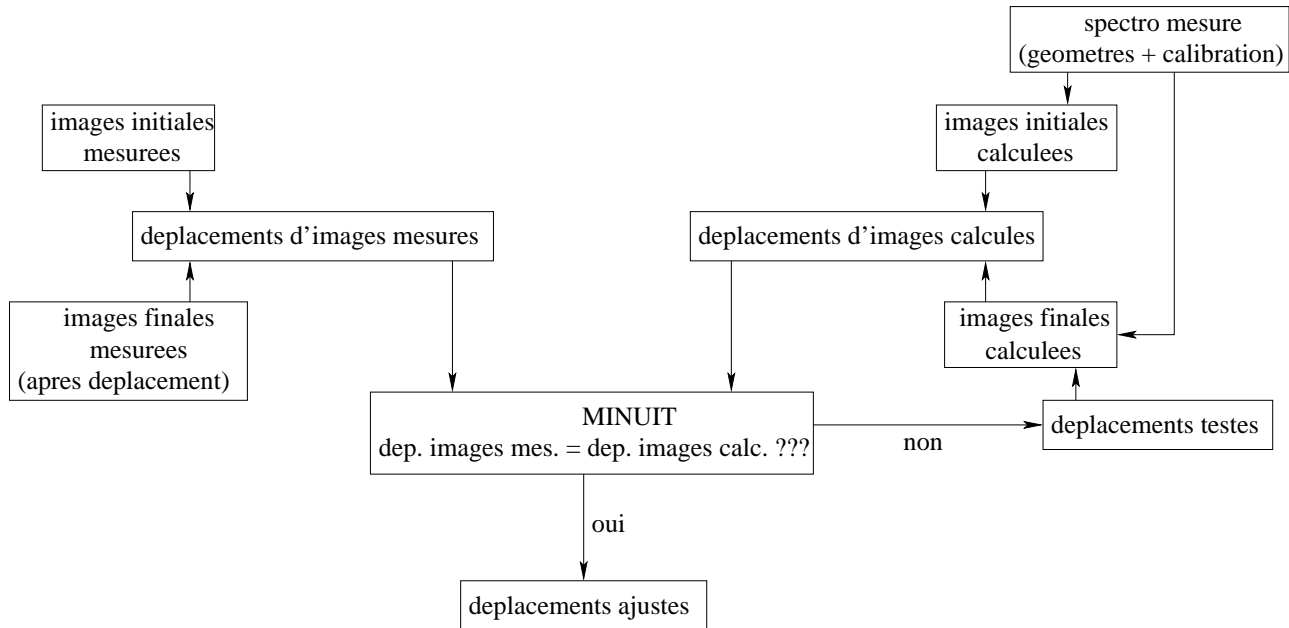 spectro mesure
(geometres + calibration)
images initiales
mesurees
images initiales
calculees
deplacements d'images mesures
deplacements d'images calcules
images finales
mesurees
(apres deplacement)
images finales
calculees
MINUIT
dep. images mes. = dep. images calc. ???
non
deplacements testes
oui
deplacements ajustes